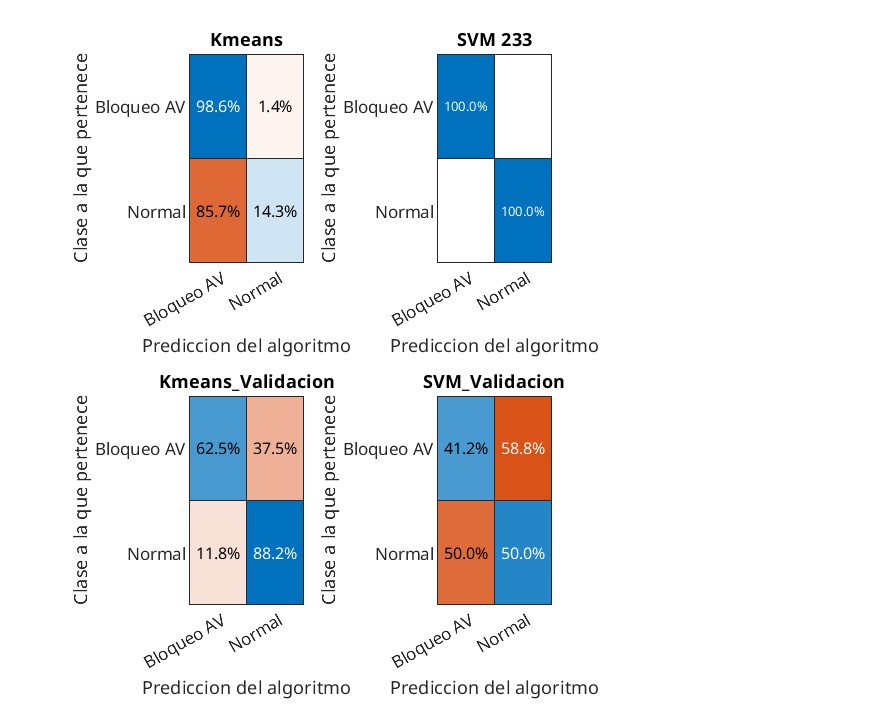 Kmeans
Clase a la que pertenece
Bloqueo AV
98.6%
1.4%
Normal
85.7%
14.3%
Bloqueo AV
Normal
Prediccion del algoritmo
SVM 233
Clase a la que pertenece
Bloqueo AV
100.0%
Normal
100.0%
Bloqueo AV
Normal
Prediccion del algoritmo
Kmeans_Validacion
Clase a la que pertenece
Bloqueo AV
62.5%
37.5%
Normal
11.8%
88.2%
Bloqueo AV
Normal
Prediccion del algoritmo
SVM_Validacion
Clase a la que pertenece
Bloqueo AV
41.2%
58.8%
Normal
50.0%
50.0%
Bloqueo AV
Normal
Prediccion del algoritmo